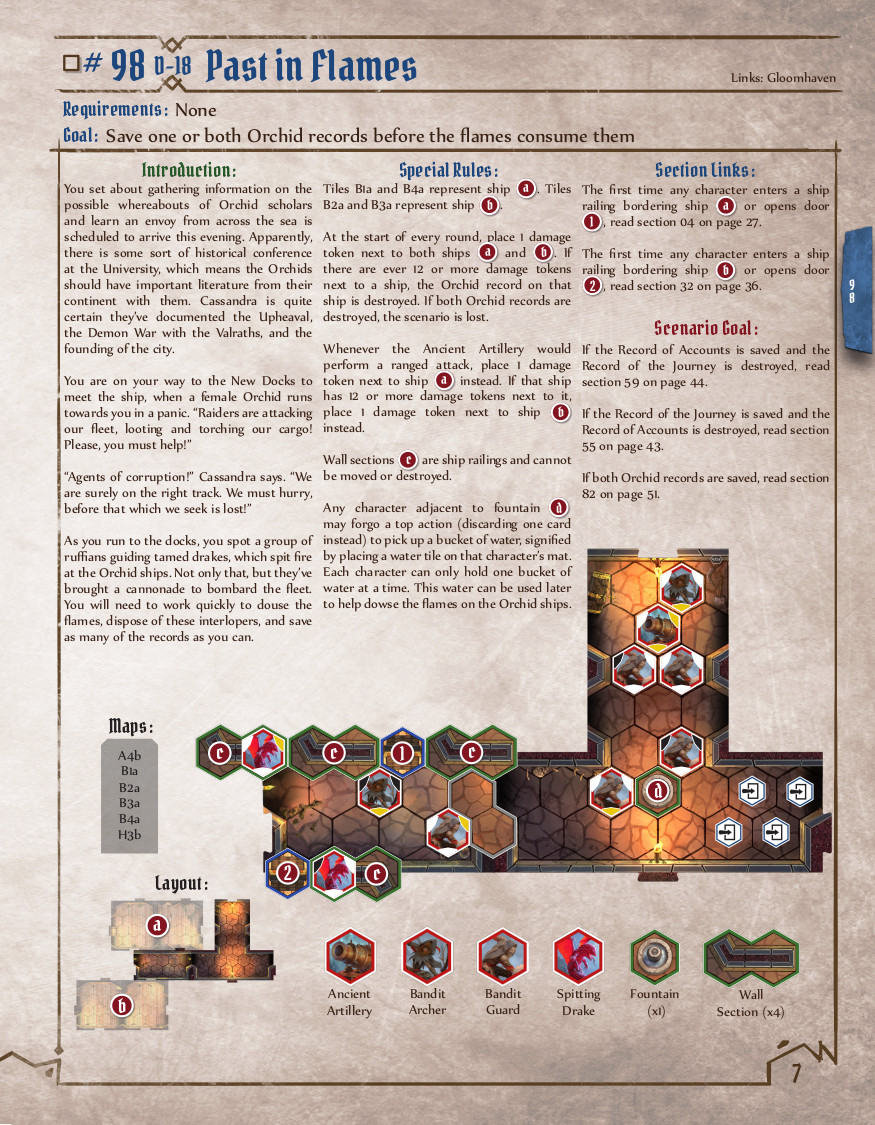 # 98 D-18 Past in Flames
Links: Gloomhaven
Requirements: None
Goal: Save one or both Orchid records before the flames consume them
Introduction:
You set about gathering information on the
possible whereabouts of Orchid scholars
and learn an envoy from across the sea is
scheduled to arrive this evening. Apparently,
there is some sort of historical conference
at the University, which means the Orchids
should have important literature from their
continent with them. Cassandra is quite
certain they've documented the Upheaval,
the Demon War with the Valraths, and the
founding of the city.
You are on your way to the New Docks to
meet the ship, when a female Orchid runs
towards you in a panic. “Raiders are attacking
our fleet, looting and torching our cargo!
Please, you must help!”
“Agents of corruption!” Cassandra says. “We
are surely on the right track. We must hurry,
before that which we seek is lost!”
As you run to the docks, you spot a group of
ruffians guiding tamed drakes, which spit fire
at the Orchid ships. Not only that, but they've
brought a cannonade to bombard the fleet.
You will need to work quickly to douse the
flames, dispose of these interlopers, and save
as many of the records as you can.
Special Rules:
Tiles B1a and B4a represent ship a. Tiles
B2a and B3a represent ship b.
At the start of every round, place 1 damage
token next to both ships a and b. If
there are ever 12 or more damage tokens
next to a ship, the Orchid record on that
ship is destroyed. If both Orchid records are
destroyed, the scenario is lost.
Whenever the Ancient Artillery would
perform a ranged attack, place 1 damage
token next to ship a instead. If that ship
has 12 or more damage tokens next to it,
place 1 damage token next to ship b
instead.
Wall sections c are ship railings and cannot
be moved or destroyed.
Any character adjacent to fountain d
may forgo a top action (discarding one card
instead) to pick up a bucket of water, signified
by placing a water tile on that character's mat.
Each character can only hold one bucket of
water at a time. This water can be used later
to help dowse the flames on the Orchid ships.
Section Links:
The first time any character enters a ship
railing bordering ship a or opens door
1, read section 04 on page 27.
The first time any character enters a ship
railing bordering ship b or opens door
2, read section 32 on page 36.
Scenario Goal:
If the Record of Accounts is saved and the
Record of the Journey is destroyed, read
section 59 on page 44.
If the Record of the Journey is saved and the
Record of Accounts is destroyed, read section
55 on page 43.
If both Orchid records are saved, read section
82 on page 51.
9
8
Maps:
A4b
B1a
B2a
B3a
B4a
H3b
c c 1 c
d
2 c
Layout:
a
b
Ancient
Artillery
Bandit
Archer
Bandit
Guard
Spitting
Drake
Fountain
(x1)
Wall
Section (x4)
7